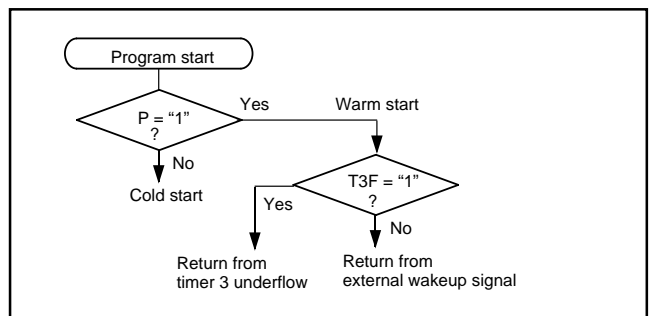 Program start
P = “1”
?
Yes
Warm start
No
Cold start
T3F = “1”
?
Yes
No
Return from
timer 3 underflow
Return from
external wakeup signal